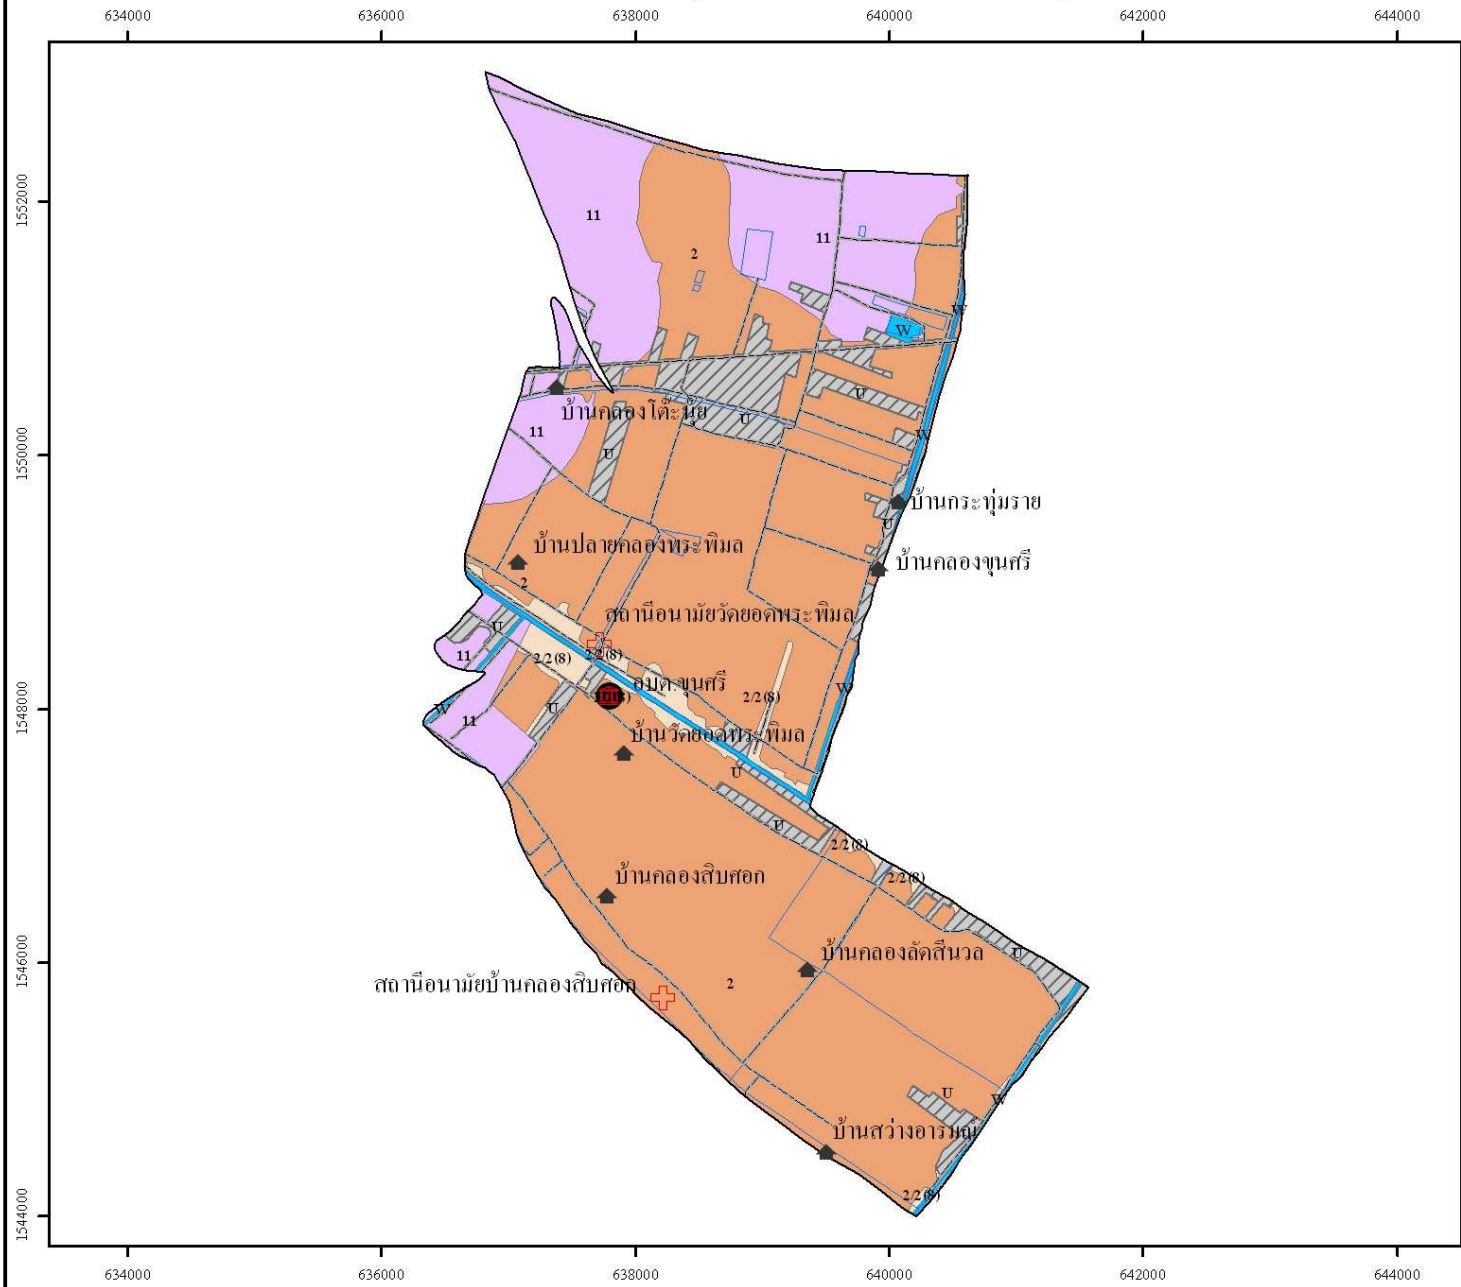 634000 636000 638000 640000 642000 644000
1552000
11
11
2
W
W
บ้านคลองโต๊ะนุ้ย
U
U
11
W
1550000
U
บ้านกระทุ่มราย
U
บ้านปลายคลองพระพิมล
บ้านคลองขุนศรี
2
สถานีอนามัยวัดยอดพระพิมล
U
11
2/2(8)
2/2(8)
อบต.ขุนศรี
W
2/2(8)
W
1548000
11
U
บ้านวัดยอดพระพิมล
U
U
2/2(8)
บ้านคลองสิบศอก
2/2(8)
บ้านคลองลัดสีนวล
U
1546000
สถานีอนามัยบ้านคลองสิบศอก
2
U
W
บ้านสว่างอารมณ์
2/2(8)
1544000
634000 636000 638000 640000 642000 644000